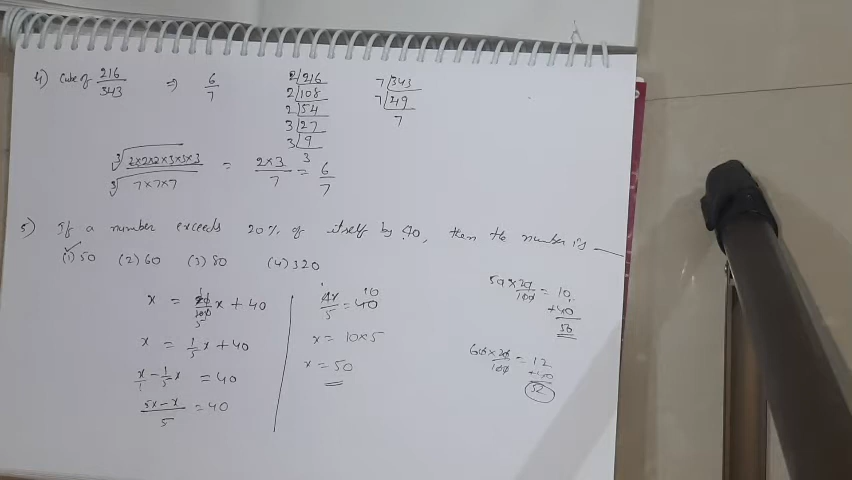 4) Cube of 216/343 ⇒ 6/7
2 | 216
2 | 108
2 | 54
3 | 27
3 | 9
3
7 | 343
7 | 49
7
∛2×2×2×3×3×3 / ∛7×7×7 = 2×3/7 = 6/7
5) If a number exceeds 20% of itself by 40, then the number is ___
(1) 50 (2) 60 (3) 80 (4) 320
x = 20/100 x + 40
x = 1/5 x + 40
x/1 - 1/5 x = 40
5x-x/5 = 40
4x/5 = 40
x = 10×5
x = 50
50×20/100 = 10
+40
50
60×20/100 = 12
+40
52